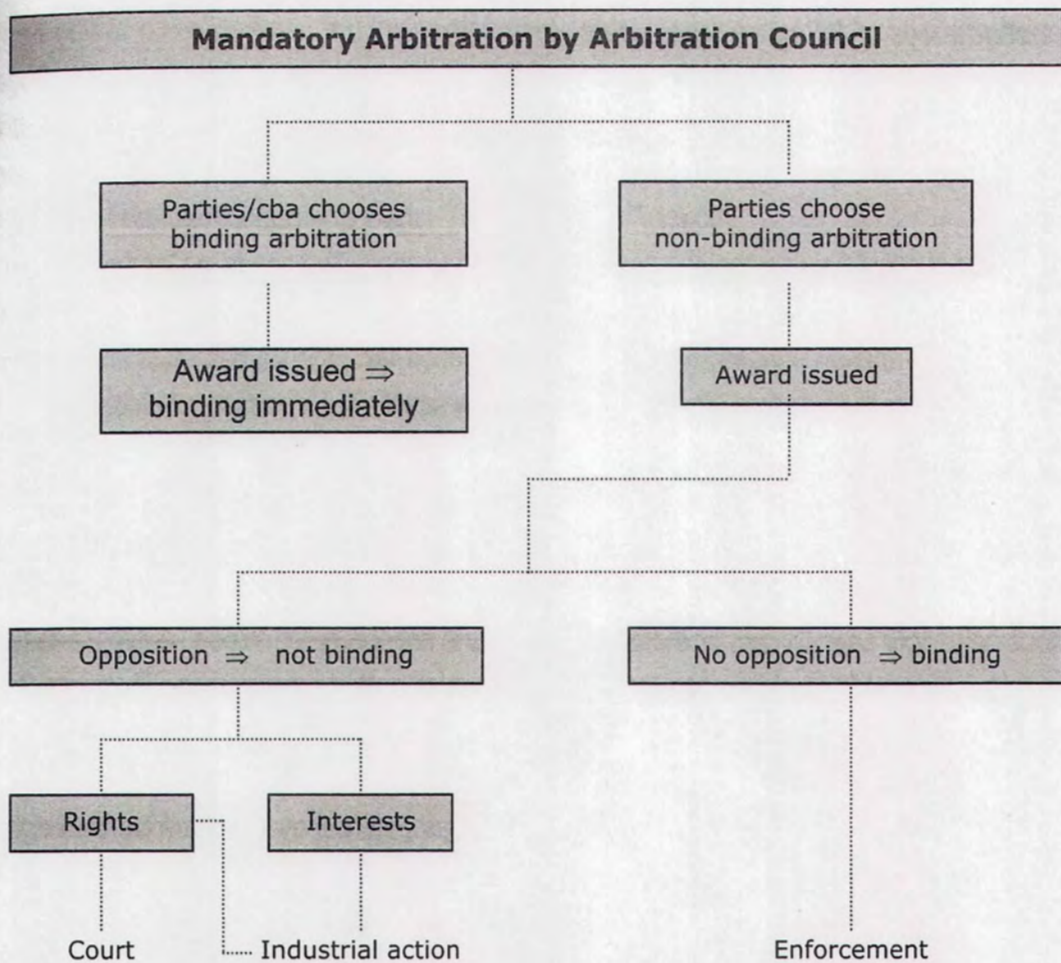 Mandatory Arbitration by Arbitration Council
Parties/cba chooses
binding arbitration
Parties choose
non-binding arbitration
Award issued ⇒
binding immediately
Award issued
Opposition ⇒ not binding
No opposition ⇒ binding
Rights
Interests
Court
Industrial action
Enforcement